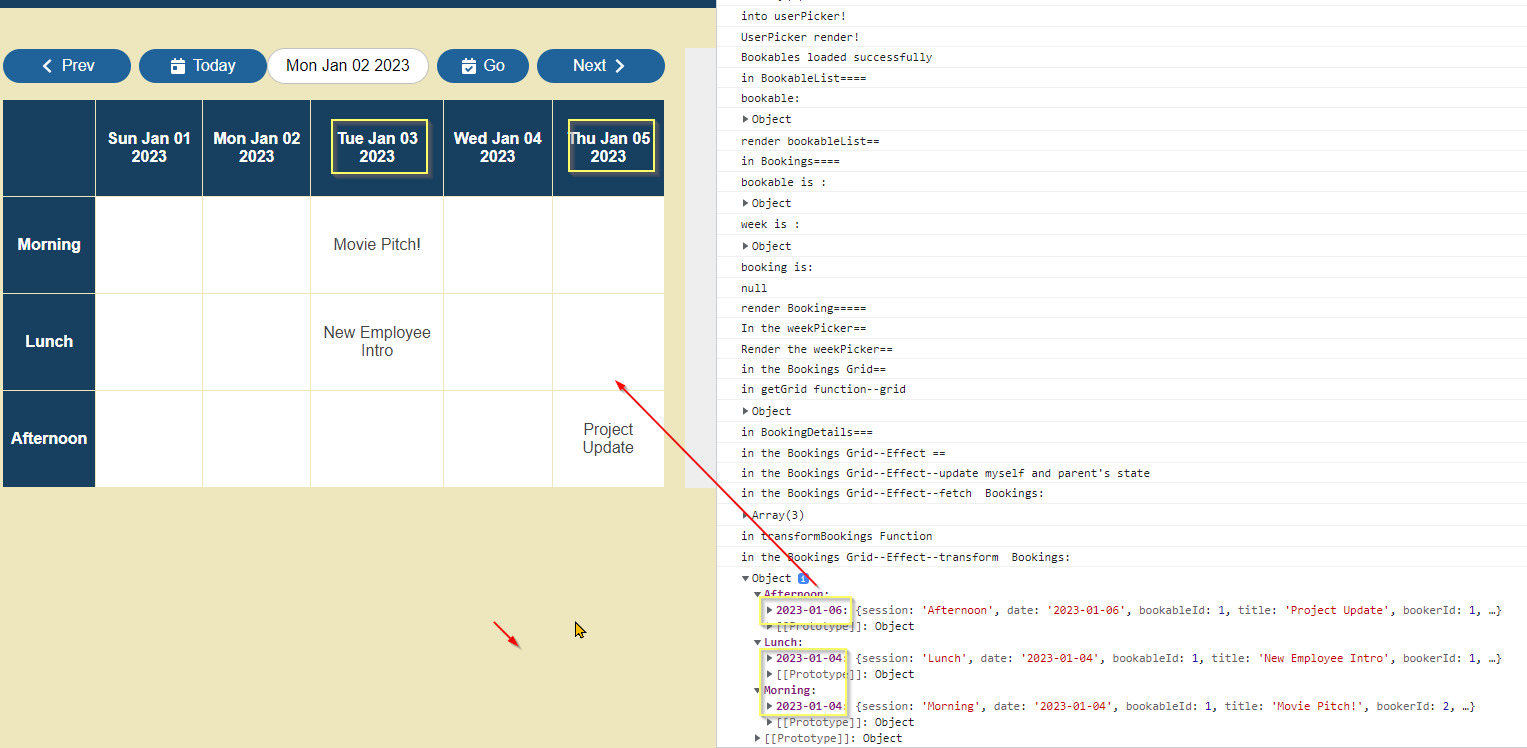 Prev
Today
Mon Jan 02 2023
Go
Next
Sun Jan 01
2023
Mon Jan 02
2023
Tue Jan 03
2023
Wed Jan 04
2023
Thu Jan 05
2023
Morning
Movie Pitch!
Lunch
New Employee
Intro
Afternoon
Project
Update
into userPicker!
UserPicker render!
Bookables loaded successfully
in BookableList====
bookable:
Object
render bookableList==
in Bookings====
bookable is :
Object
week is :
Object
booking is:
null
render Booking=====
In the weekPicker==
Render the weekPicker==
in the Bookings Grid==
in getGrid function--grid
Object
in BookingDetails===
in the Bookings Grid--Effect ==
in the Bookings Grid--Effect--update myself and parent's state
in the Bookings Grid--Effect--fetch  Bookings:
Array(3)
in transformBookings Function
in the Bookings Grid--Effect--transform  Bookings:
Object i
Afternoon:
2023-01-06: {session: 'Afternoon', date: '2023-01-06', bookableId: 1, title: 'Project Update', bookerId: 1, …}
[[Prototype]]: Object
Lunch:
2023-01-04: {session: 'Lunch', date: '2023-01-04', bookableId: 1, title: 'New Employee Intro', bookerId: 1, …}
[[Prototype]]: Object
Morning:
2023-01-04: {session: 'Morning', date: '2023-01-04', bookableId: 1, title: 'Movie Pitch!', bookerId: 2, …}
[[Prototype]]: Object
[[Prototype]]: Object